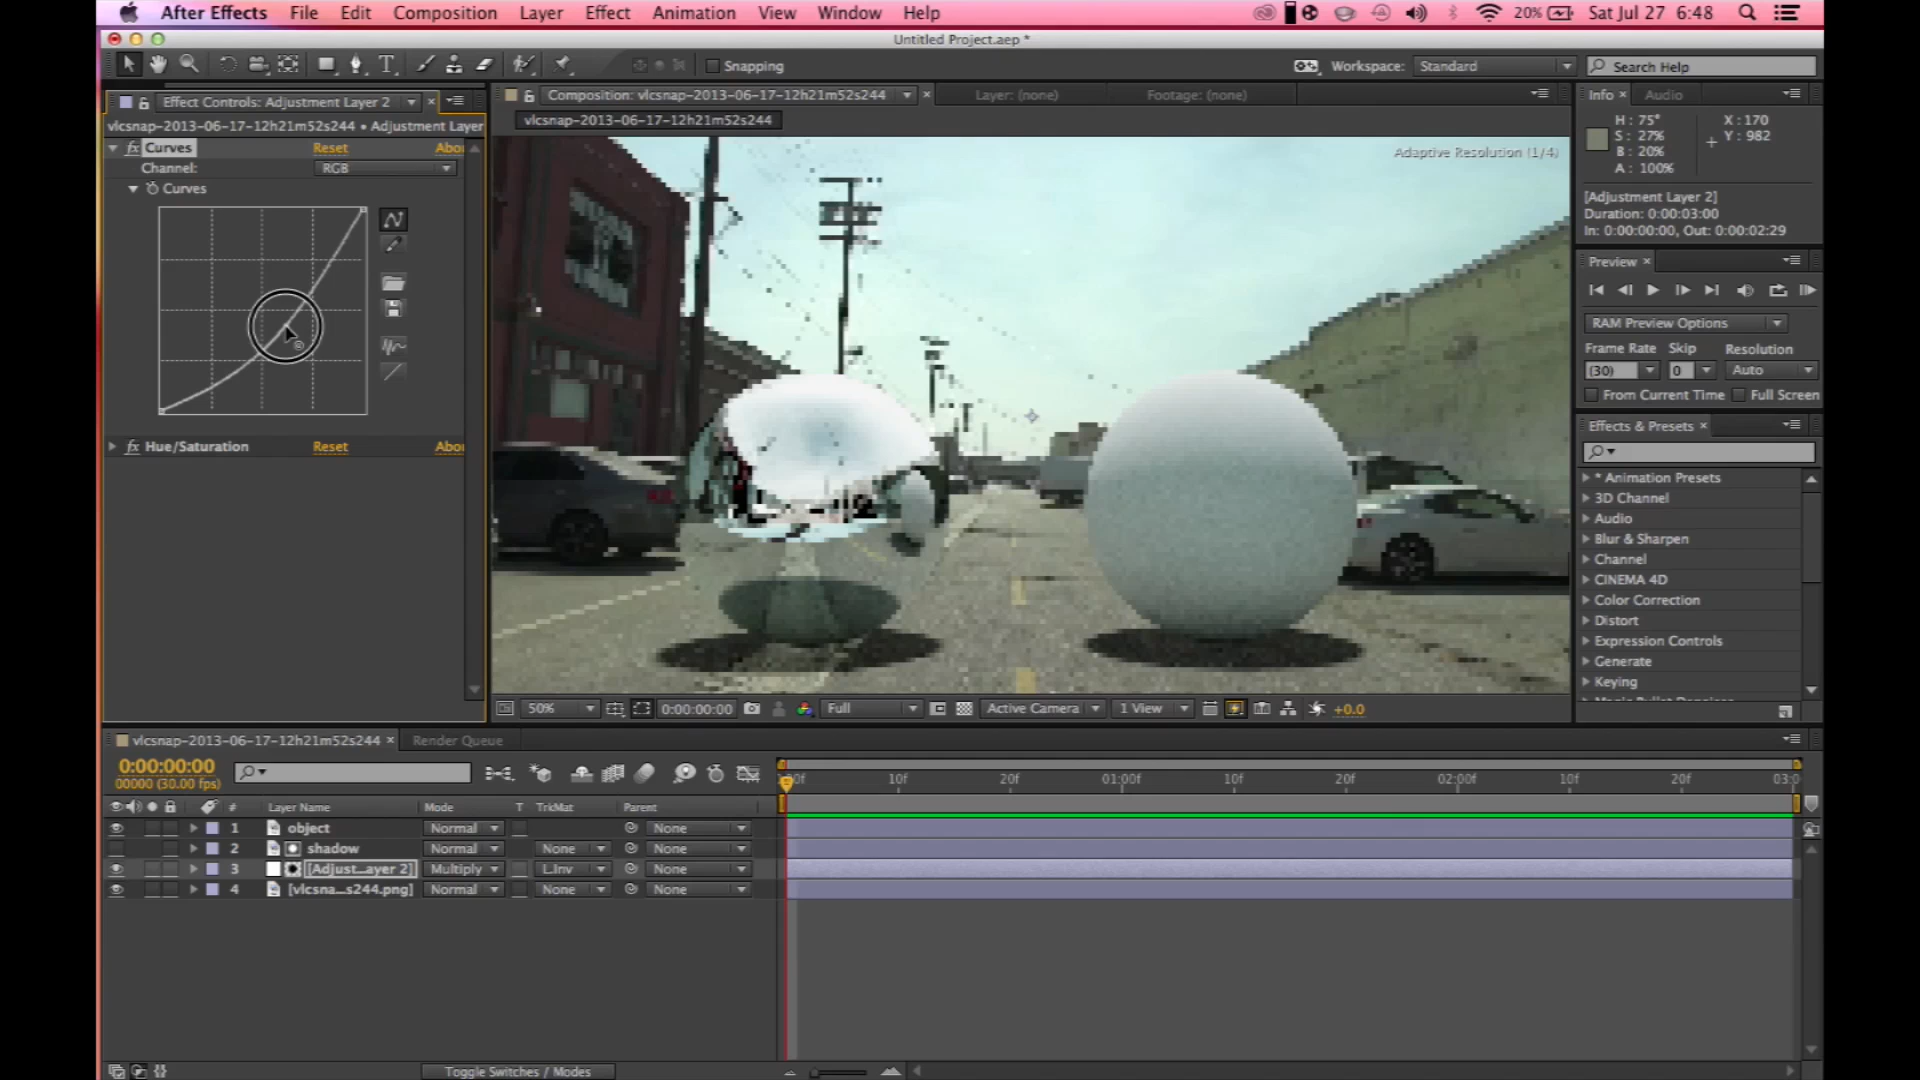 After Effects File Edit Composition Layer Effect Animation View Window Help 20% Sat Jul 27 6:48
Untitled Project.aep *
Snapping Workspace: Standard Search Help
Effect Controls: Adjustment Layer 2 × Composition: vlcsnap-2013-06-17-12h21m52s244 × Layer: (none) Footage: (none) Info × Audio
vlcsnap-2013-06-17-12h21m52s244 • Adjustment Layer
fx Curves Reset Abou
Channel: RGB
Curves
fx Hue/Saturation Reset Abou
vlcsnap-2013-06-17-12h21m52s244
Adaptive Resolution (1/4)
50% 0:00:00:00 Full Active Camera 1 View +0.0
H : 75° X : 170
S : 27% Y : 982
B : 20%
A : 100%
[Adjustment Layer 2]
Duration: 0:00:03:00
In: 0:00:00:00, Out: 0:00:02:29
Preview ×
RAM Preview Options
Frame Rate Skip Resolution
(30) 0 Auto
From Current Time Full Screen
Effects & Presets ×
* Animation Presets
3D Channel
Audio
Blur & Sharpen
Channel
CINEMA 4D
Color Correction
Distort
Expression Controls
Generate
Keying
vlcsnap-2013-06-17-12h21m52s244 × Render Queue
0:00:00:00
00000 (30.00 fps)
10f 20f 01:00f 10f 20f 02:00f 10f 20f 03:0
# Layer Name Mode T TrkMat Parent
1 object Normal None
2 shadow Normal None None
3 [Adjust...ayer 2] Multiply L.Inv None
4 [vlcsna...s244.png] Normal None None
Toggle Switches / Modes